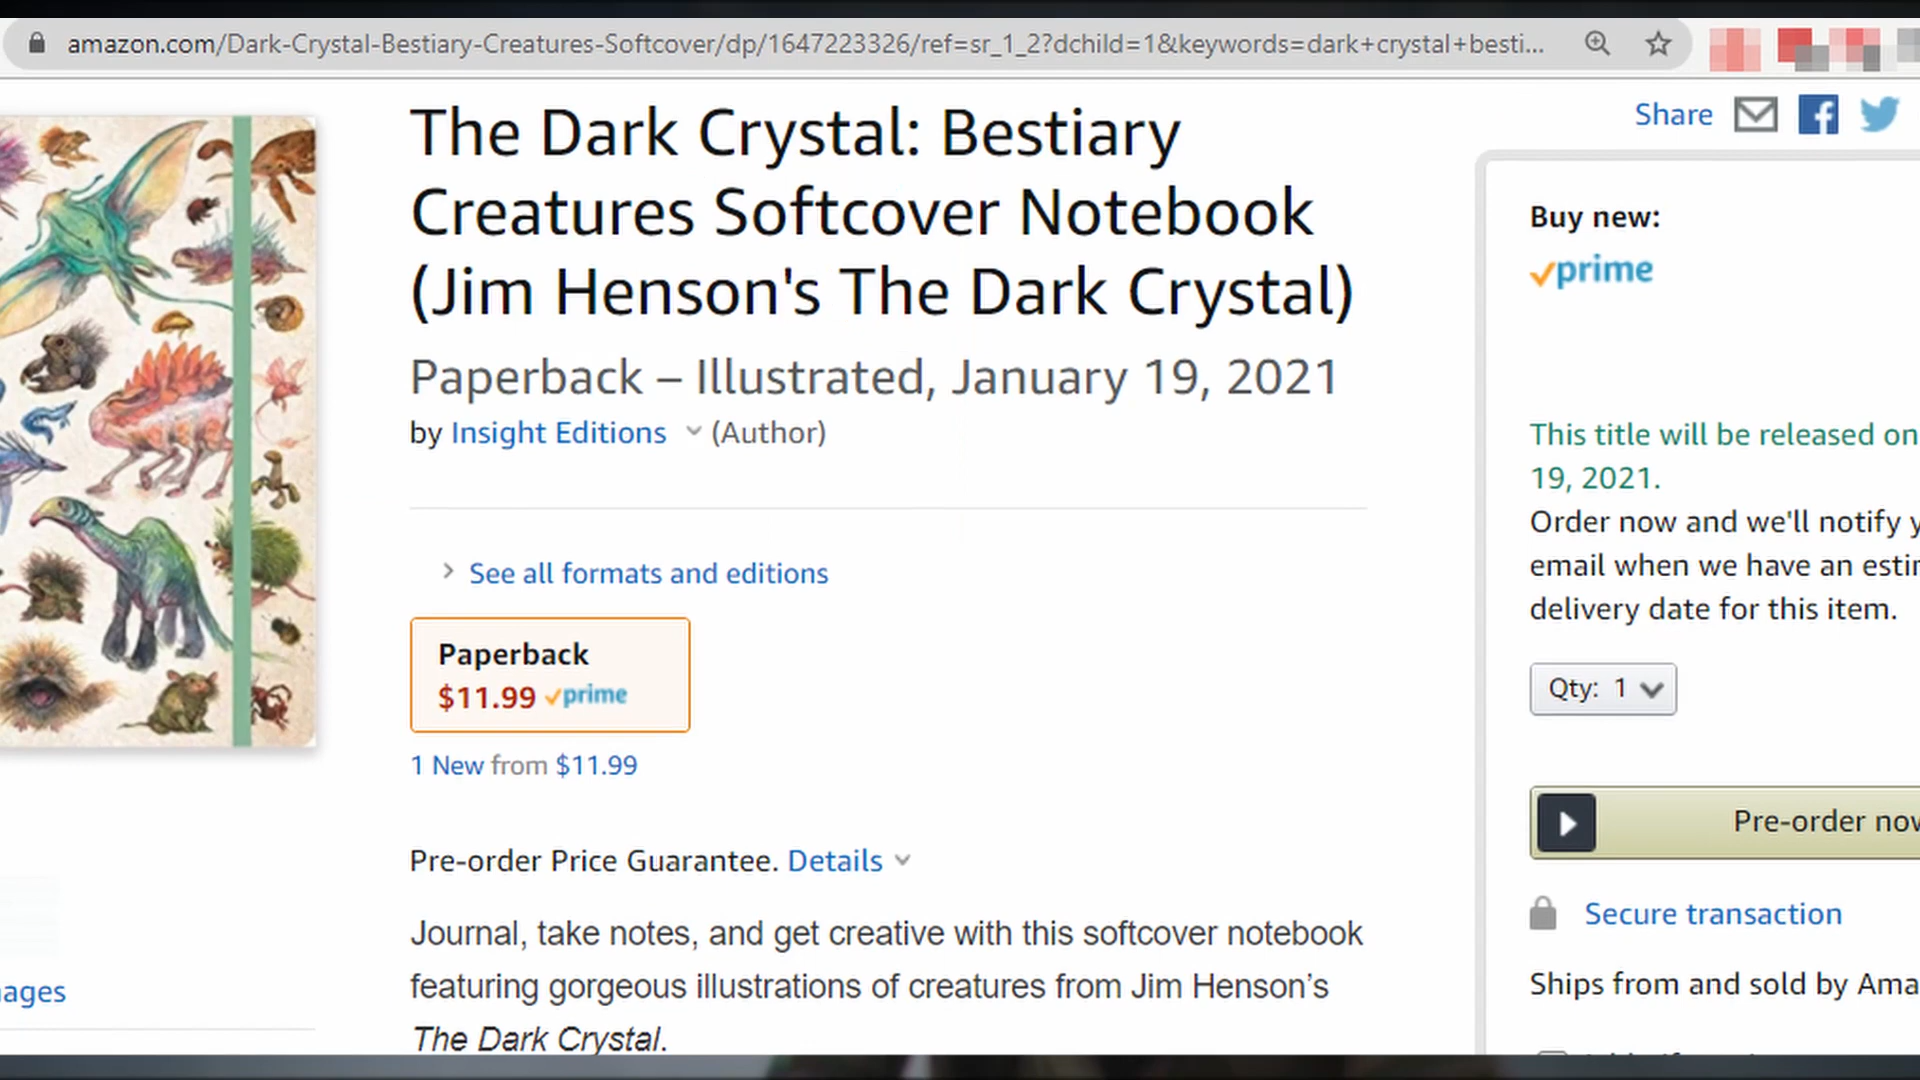 amazon.com/Dark-Crystal-Bestiary-Creatures-Softcover/dp/1647223326/ref=sr_1_2?dchild=1&keywords=dark+crystal+besti...
The Dark Crystal: Bestiary
Creatures Softcover Notebook
(Jim Henson's The Dark Crystal)
Paperback – Illustrated, January 19, 2021
by Insight Editions (Author)
See all formats and editions
Paperback
$11.99 prime
1 New from $11.99
Pre-order Price Guarantee. Details
Journal, take notes, and get creative with this softcover notebook
featuring gorgeous illustrations of creatures from Jim Henson’s
The Dark Crystal.
ages
Share
Buy new:
prime
This title will be released on
19, 2021.
Order now and we'll notify y
email when we have an estin
delivery date for this item.
Qty: 1
Pre-order now
Secure transaction
Ships from and sold by Ama